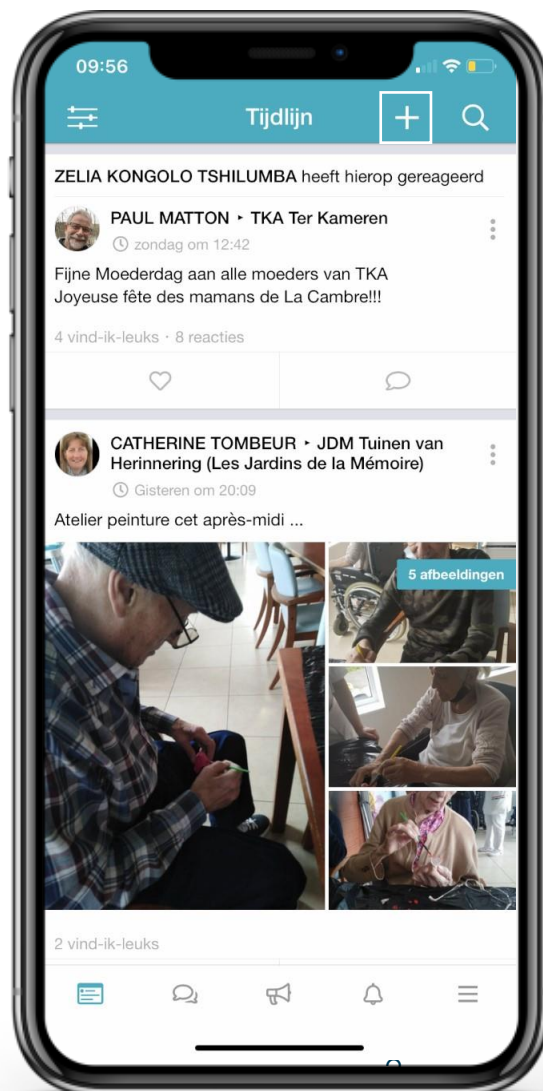 09:56
Tijdlijn
ZELIA KONGOLO TSHILUMBA heeft hierop gereageerd
PAUL MATTON ‣ TKA Ter Kameren
zondag om 12:42
Fijne Moederdag aan alle moeders van TKA
Joyeuse fête des mamans de La Cambre!!!
4 vind-ik-leuks · 8 reacties
CATHERINE TOMBEUR ‣ JDM Tuinen van
Herinnering (Les Jardins de la Mémoire)
Gisteren om 20:09
Atelier peinture cet après-midi ...
5 afbeeldingen
2 vind-ik-leuks